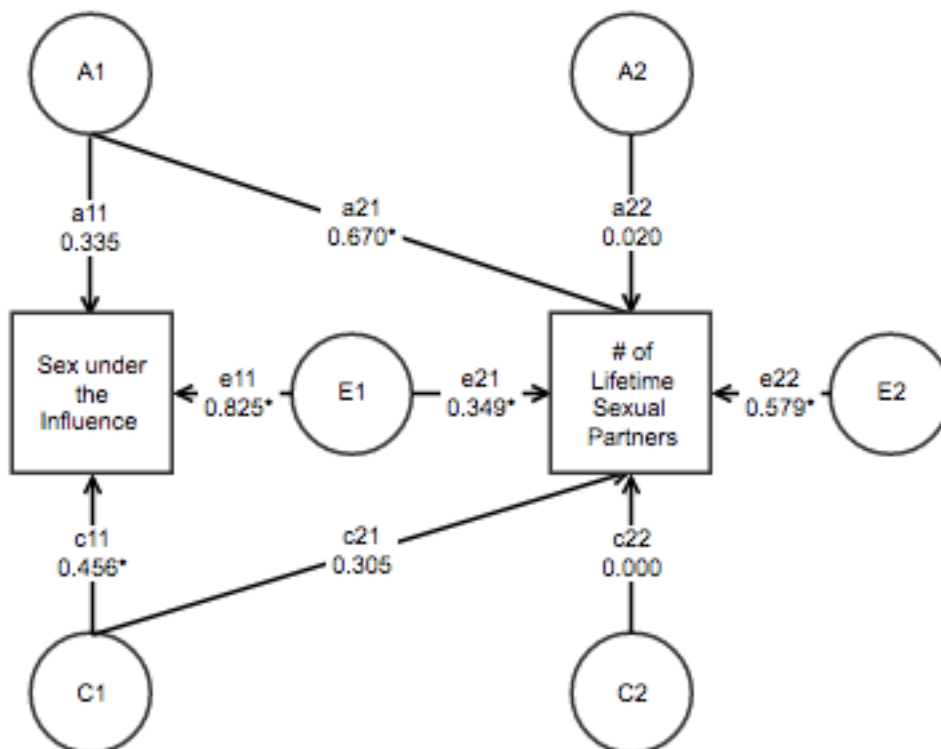 A1
A2
a11
0.335
a21
0.670*
a22
0.020
Sex under
the
Influence
e11
0.825*
E1
e21
0.349*
# of
Lifetime
Sexual
Partners
e22
0.579*
E2
c11
0.456*
c21
0.305
c22
0.000
C1
C2